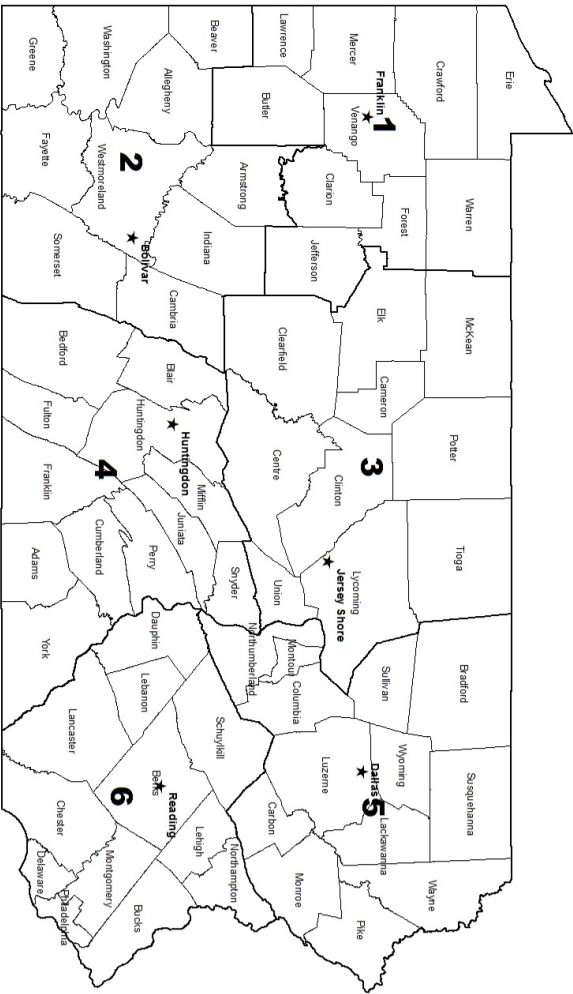 Erie
Crawford
Warren
McKean
Potter
Tioga
Bradford
Susquehanna
Wayne
Mercer
Franklin
1
Venango
Forest
Elk
Cameron
3
Clinton
Lycoming
Jersey Shore
Sullivan
Wyoming
Dallas
5
Lackawanna
Pike
Lawrence
Butler
Clarion
Jefferson
Clearfield
Centre
Union
Montour
Northumberland
Columbia
Luzerne
Carbon
Monroe
Beaver
Armstrong
Indiana
Allegheny
Westmoreland
2
Bolivar
Cambria
Blair
Huntingdon
Huntingdon
4
Mifflin
Juniata
Snyder
Perry
Dauphin
Schuylkill
Lebanon
Berks
Reading
6
Lehigh
Northampton
Washington
Greene
Fayette
Somerset
Bedford
Fulton
Franklin
Cumberland
Adams
York
Lancaster
Chester
Montgomery
Bucks
Delaware
Philadelphia